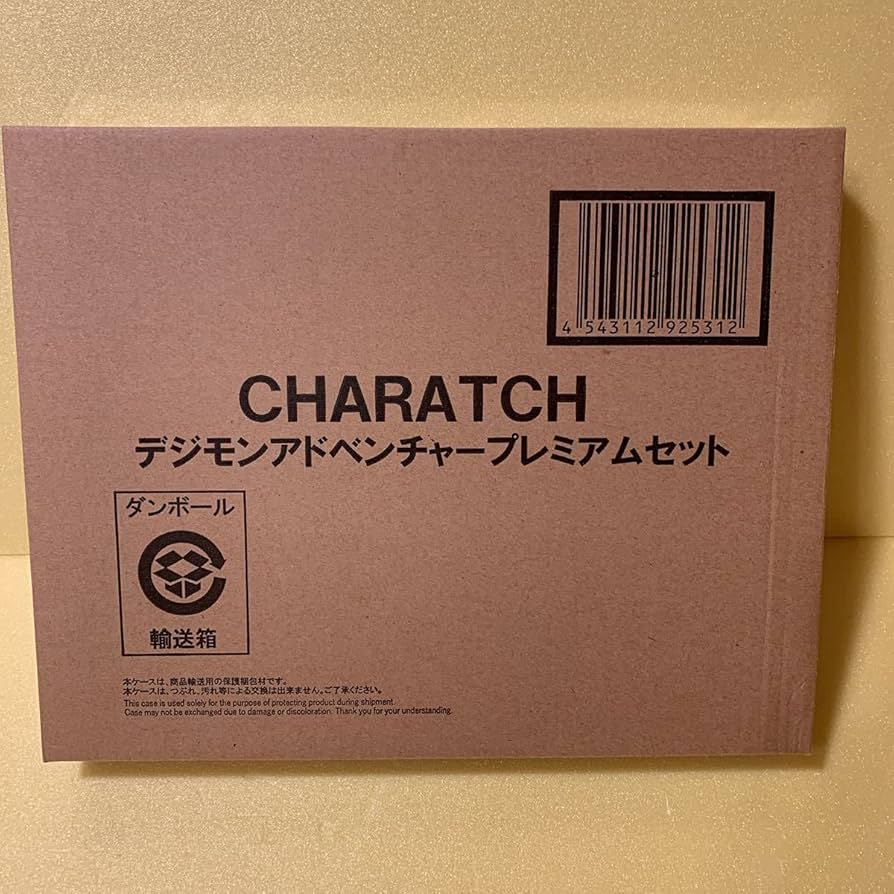 4 543112 925312
CHARATCH
デジモンアドベンチャープレミアムセット
ダンボール
輸送箱
本ケースは、商品輸送用の保護梱包材です。
本ケースは、つぶれ、汚れ等による交換は出来ません。ご了承ください。
This case is used solely for the purpose of protecting product during shipment.
Case may not be exchanged due to damage or discoloration. Thank you for your understanding.